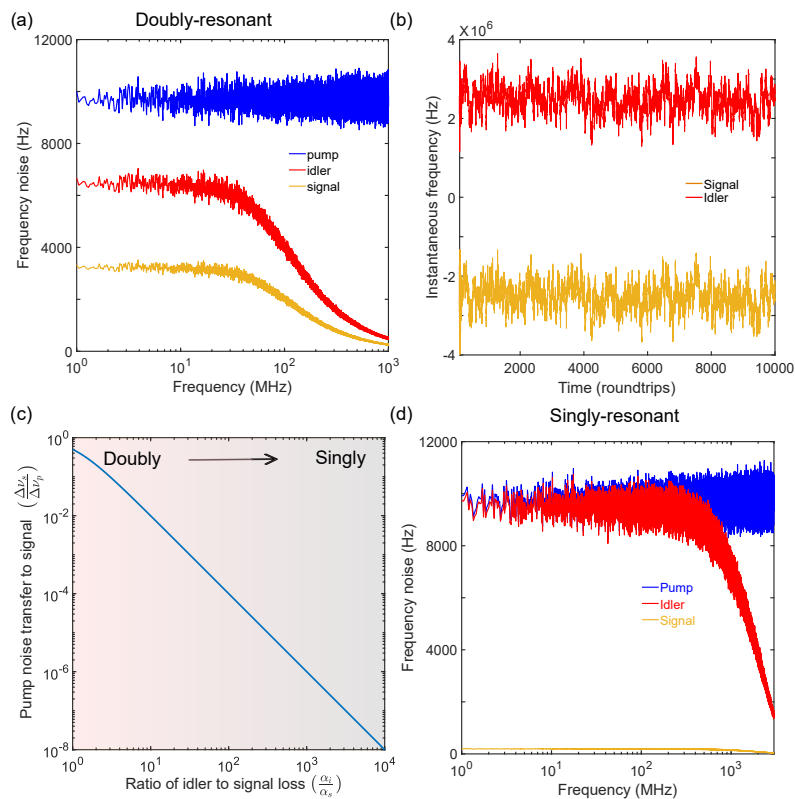 (a)
Doubly-resonant
12000
8000
4000
0
Frequency noise (Hz)
pump
idler
signal
10^0
10^1
10^2
10^3
Frequency (MHz)
(b)
X10^6
4
2
0
-2
-4
Instantaneous frequency (Hz)
Signal
Idler
2000
4000
6000
8000
10000
Time (roundtrips)
(c)
10^0
10^-2
10^-4
10^-6
10^-8
Pump noise transfer to signal (Δν_s/Δν_p)
Doubly
Singly
10^0
10^1
10^2
10^3
10^4
Ratio of idler to signal loss (α_i/α_s)
(d)
Singly-resonant
12000
8000
4000
0
Frequency noise (Hz)
Pump
Idler
Signal
10^0
10^1
10^2
10^3
Frequency (MHz)